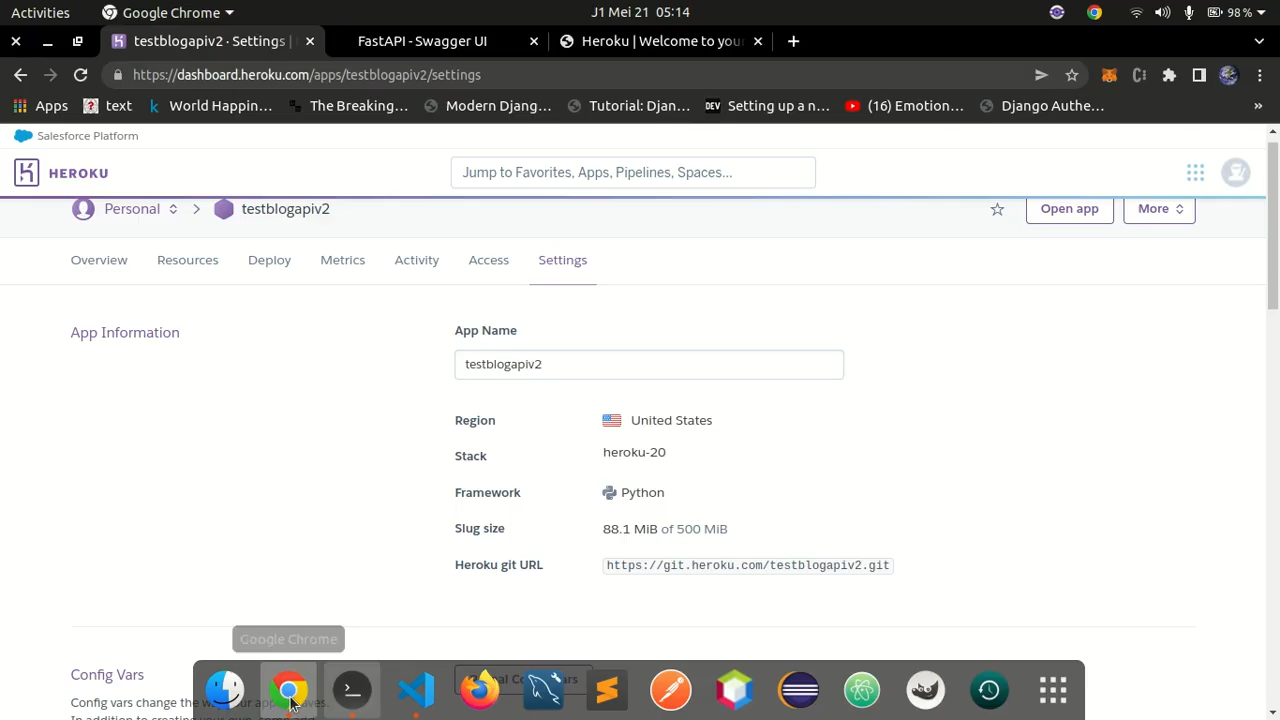 Activities
Google Chrome
J1 Mei 21 05:14
98 %
testblogapiv2 · Settings |
FastAPI - Swagger UI
Heroku | Welcome to your
https://dashboard.heroku.com/apps/testblogapiv2/settings
Apps
text
World Happin...
The Breaking...
Modern Djang...
Tutorial: Djan...
DEV
Setting up a n...
(16) Emotion...
Django Authe...
»
Salesforce Platform
HEROKU
Jump to Favorites, Apps, Pipelines, Spaces...
Personal
testblogapiv2
Open app
More
Overview
Resources
Deploy
Metrics
Activity
Access
Settings
App Information
App Name
testblogapiv2
Region
United States
Stack
heroku-20
Framework
Python
Slug size
88.1 MiB of 500 MiB
Heroku git URL
https://git.heroku.com/testblogapiv2.git
Google Chrome
Config Vars
Config vars change the